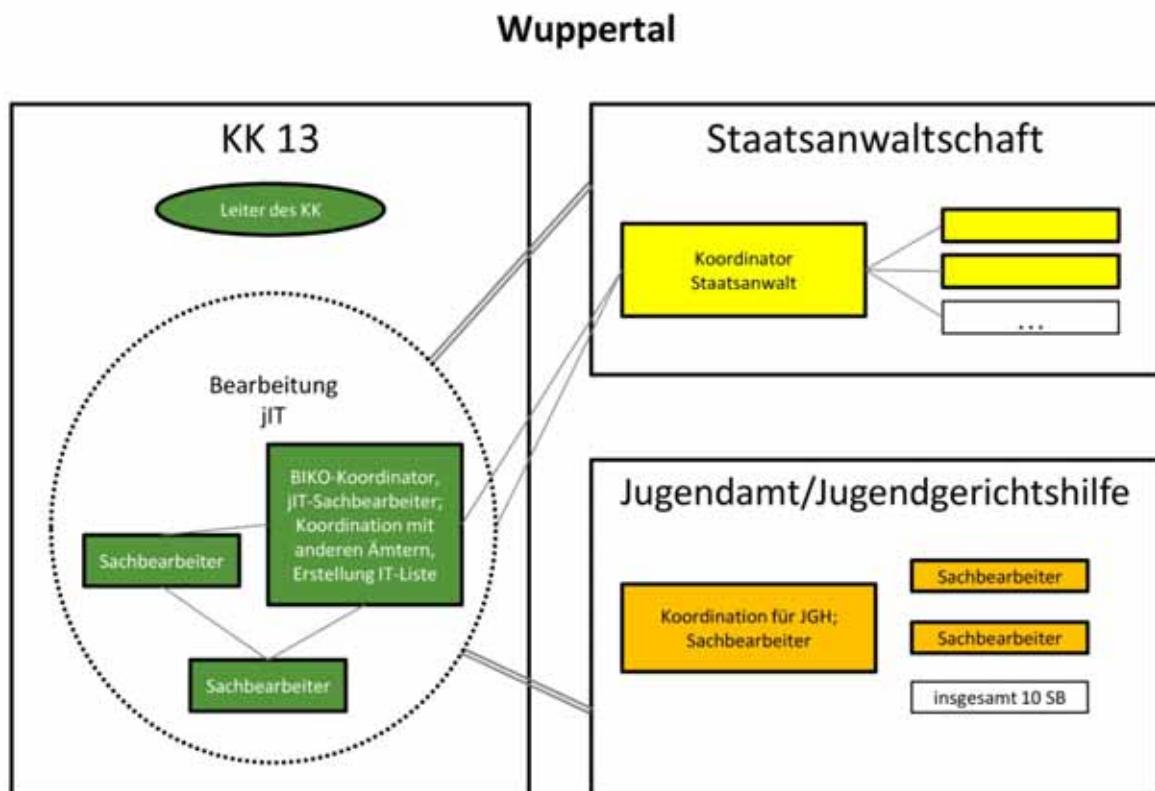 Wuppertal
KK 13
Leiter des KK
Bearbeitung
jIT
BIKO-Koordinator,
jIT-Sachbearbeiter;
Koordination mit
anderen Ämtern,
Erstellung IT-Liste
Sachbearbeiter
Sachbearbeiter
Staatsanwaltschaft
Koordinator
Staatsanwalt
...
Jugendamt/Jugendgerichtshilfe
Koordination für JGH;
Sachbearbeiter
Sachbearbeiter
Sachbearbeiter
insgesamt 10 SB